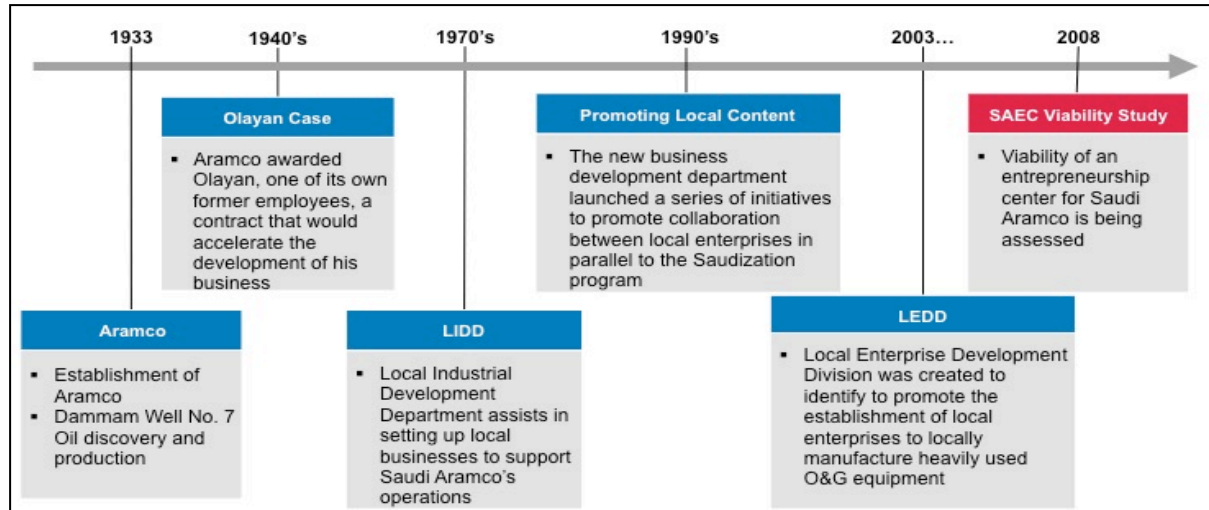 1933
1940's
1970's
1990's
2003...
2008
Olayan Case
▪ Aramco awarded
Olayan, one of its own
former employees, a
contract that would
accelerate the
development of his
business
Promoting Local Content
▪ The new business
development department
launched a series of initiatives
to promote collaboration
between local enterprises in
parallel to the Saudization
program
SAEC Viability Study
▪ Viability of an
entrepreneurship
center for Saudi
Aramco is being
assessed
Aramco
▪ Establishment of
Aramco
▪ Dammam Well No. 7
Oil discovery and
production
LIDD
▪ Local Industrial
Development
Department assists in
setting up local
businesses to support
Saudi Aramco's
operations
LEDD
▪ Local Enterprise Development
Division was created to
identify to promote the
establishment of local
enterprises to locally
manufacture heavily used
O&G equipment